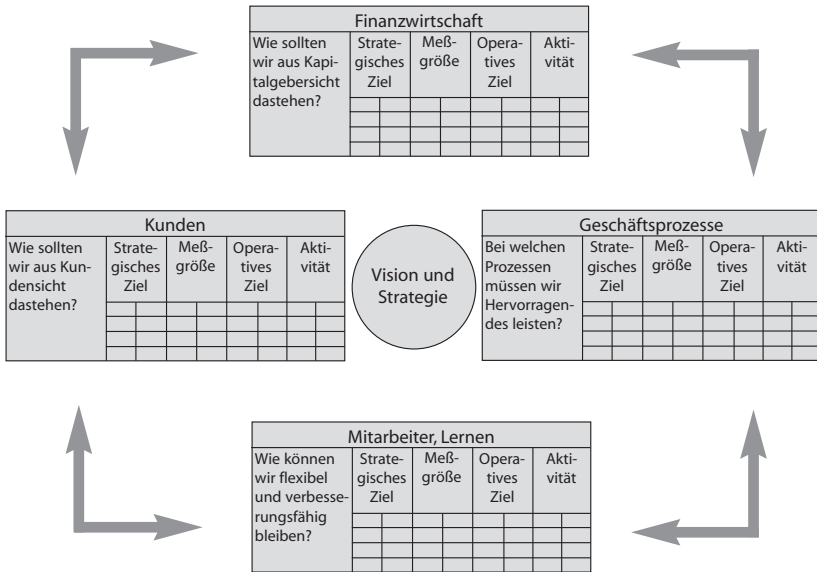 Finanzwirtschaft
Wie sollten
wir aus Kapi-
talgebersicht
dastehen?
Strate-
gisches
Ziel
Meß-
größe
Opera-
tives
Ziel
Akti-
vität
Kunden
Wie sollten
wir aus Kun-
densicht
dastehen?
Strate-
gisches
Ziel
Meß-
größe
Opera-
tives
Ziel
Akti-
vität
Vision und
Strategie
Geschäftsprozesse
Bei welchen
Prozessen
müssen wir
Hervorragen-
des leisten?
Strate-
gisches
Ziel
Meß-
größe
Opera-
tives
Ziel
Akti-
vität
Mitarbeiter, Lernen
Wie können
wir flexibel
und verbesse-
rungsfähig
bleiben?
Strate-
gisches
Ziel
Meß-
größe
Opera-
tives
Ziel
Akti-
vität